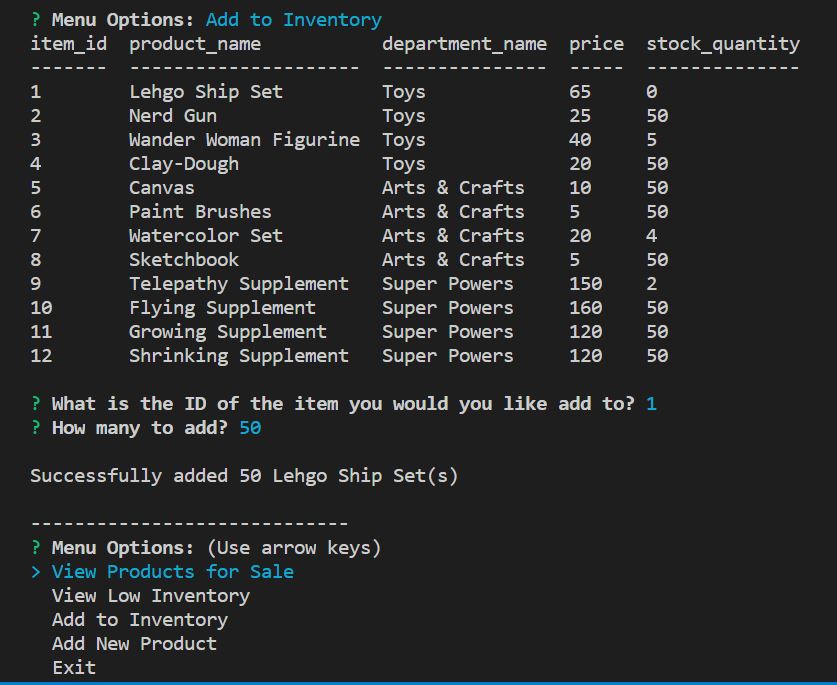 ? Menu Options: Add to Inventory
item_id  product_name           department_name  price  stock_quantity
-------  ---------------------  ---------------  -----  --------------
1        Lehgo Ship Set         Toys             65     0
2        Nerd Gun               Toys             25     50
3        Wander Woman Figurine  Toys             40     5
4        Clay-Dough             Toys             20     50
5        Canvas                 Arts & Crafts    10     50
6        Paint Brushes          Arts & Crafts    5      50
7        Watercolor Set         Arts & Crafts    20     4
8        Sketchbook             Arts & Crafts    5      50
9        Telepathy Supplement   Super Powers     150    2
10       Flying Supplement      Super Powers     160    50
11       Growing Supplement     Super Powers     120    50
12       Shrinking Supplement   Super Powers     120    50
? What is the ID of the item you would you like add to? 1
? How many to add? 50
Successfully added 50 Lehgo Ship Set(s)
-----------------------------
? Menu Options: (Use arrow keys)
> View Products for Sale
  View Low Inventory
  Add to Inventory
  Add New Product
  Exit